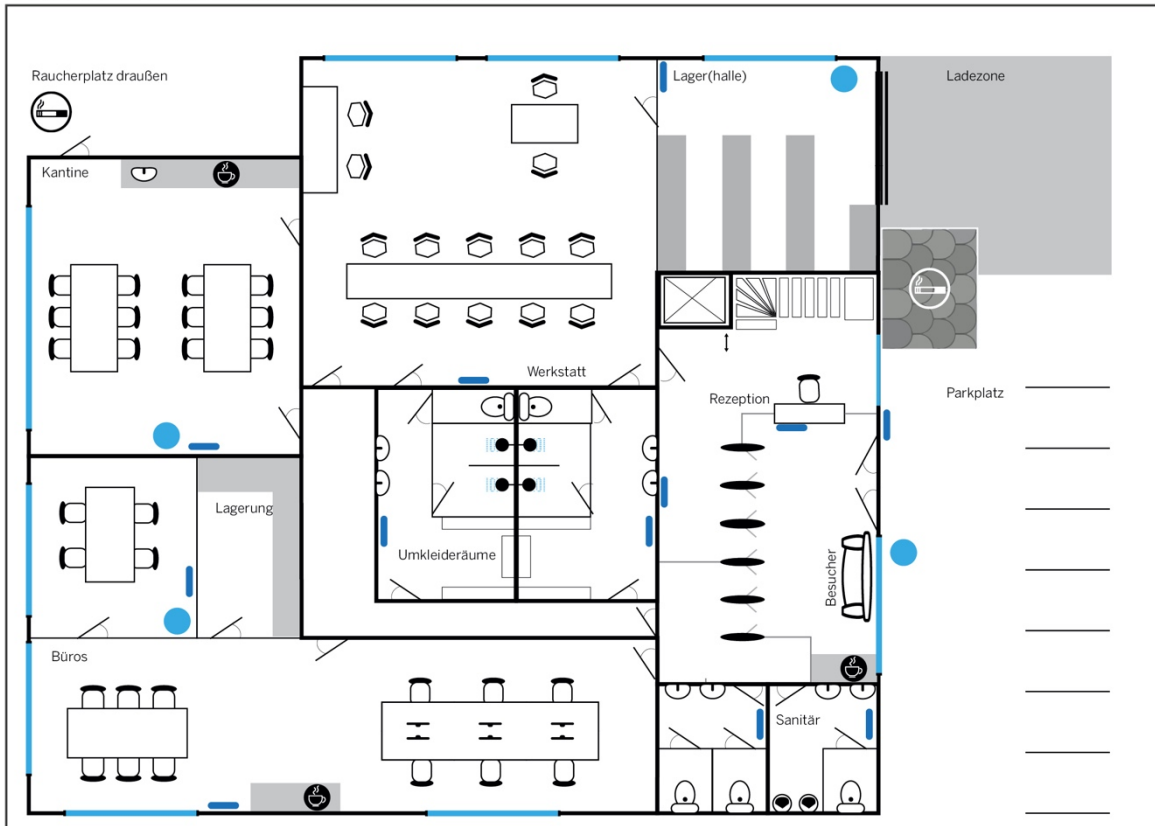 Raucherplatz draußen
Lager(halle)
Ladezone
Kantine
Werkstatt
Rezeption
Parkplatz
Lagerung
Umkleideräume
Besucher
Büros
Sanitär